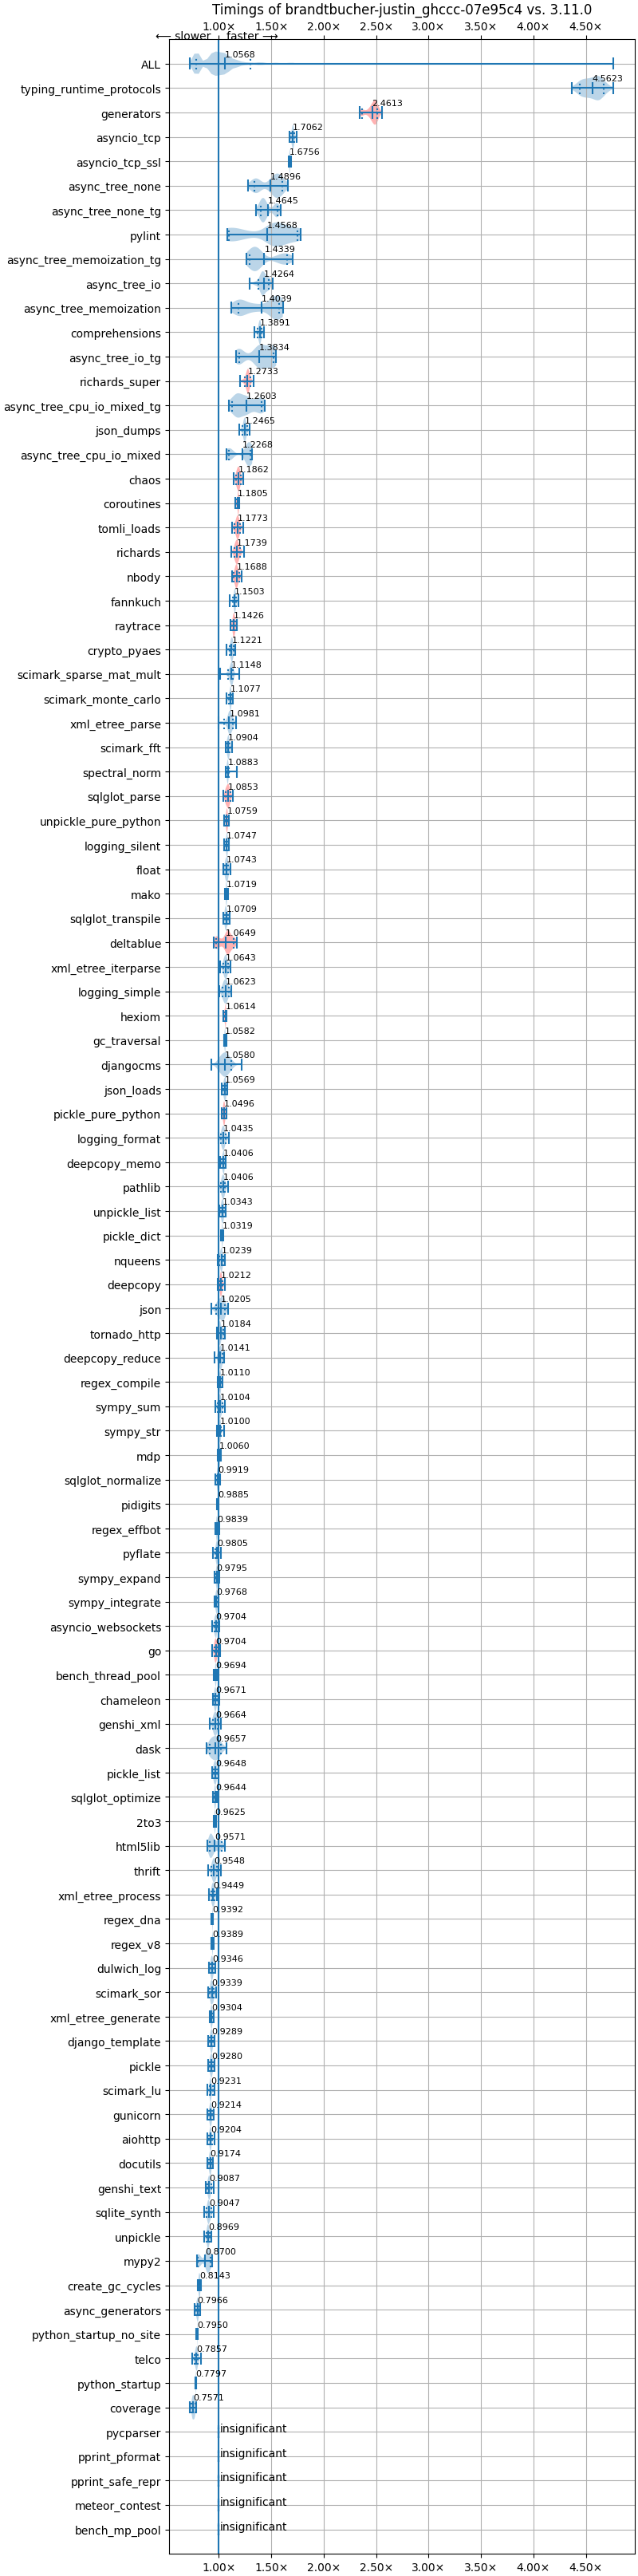 Timings of brandtbucher-justin_ghccc-07e95c4 vs. 3.11.0
1.00× 1.50× 2.00× 2.50× 3.00× 3.50× 4.00× 4.50×
⟵ slower faster ⟶
ALL 1.0568
typing_runtime_protocols 4.5623
generators 2.4613
asyncio_tcp 1.7062
asyncio_tcp_ssl 1.6756
async_tree_none 1.4896
async_tree_none_tg 1.4645
pylint 1.4568
async_tree_memoization_tg 1.4339
async_tree_io 1.4264
async_tree_memoization 1.4039
comprehensions 1.3891
async_tree_io_tg 1.3834
richards_super 1.2733
async_tree_cpu_io_mixed_tg 1.2603
json_dumps 1.2465
async_tree_cpu_io_mixed 1.2268
chaos 1.1862
coroutines 1.1805
tomli_loads 1.1773
richards 1.1739
nbody 1.1688
fannkuch 1.1503
raytrace 1.1426
crypto_pyaes 1.1221
scimark_sparse_mat_mult 1.1148
scimark_monte_carlo 1.1077
xml_etree_parse 1.0981
scimark_fft 1.0904
spectral_norm 1.0883
sqlglot_parse 1.0853
unpickle_pure_python 1.0759
logging_silent 1.0747
float 1.0743
mako 1.0719
sqlglot_transpile 1.0709
deltablue 1.0649
xml_etree_iterparse 1.0643
logging_simple 1.0623
hexiom 1.0614
gc_traversal 1.0582
djangocms 1.0580
json_loads 1.0569
pickle_pure_python 1.0496
logging_format 1.0435
deepcopy_memo 1.0406
pathlib 1.0406
unpickle_list 1.0343
pickle_dict 1.0319
nqueens 1.0239
deepcopy 1.0212
json 1.0205
tornado_http 1.0184
deepcopy_reduce 1.0141
regex_compile 1.0110
sympy_sum 1.0104
sympy_str 1.0100
mdp 1.0060
sqlglot_normalize 0.9919
pidigits 0.9885
regex_effbot 0.9839
pyflate 0.9805
sympy_expand 0.9795
sympy_integrate 0.9768
asyncio_websockets 0.9704
go 0.9704
bench_thread_pool 0.9694
chameleon 0.9671
genshi_xml 0.9664
dask 0.9657
pickle_list 0.9648
sqlglot_optimize 0.9644
2to3 0.9625
html5lib 0.9571
thrift 0.9548
xml_etree_process 0.9449
regex_dna 0.9392
regex_v8 0.9389
dulwich_log 0.9346
scimark_sor 0.9339
xml_etree_generate 0.9304
django_template 0.9289
pickle 0.9280
scimark_lu 0.9231
gunicorn 0.9214
aiohttp 0.9204
docutils 0.9174
genshi_text 0.9087
sqlite_synth 0.9047
unpickle 0.8969
mypy2 0.8700
create_gc_cycles 0.8143
async_generators 0.7966
python_startup_no_site 0.7950
telco 0.7857
python_startup 0.7797
coverage 0.7571
pycparser insignificant
pprint_pformat insignificant
pprint_safe_repr insignificant
meteor_contest insignificant
bench_mp_pool insignificant
1.00× 1.50× 2.00× 2.50× 3.00× 3.50× 4.00× 4.50×